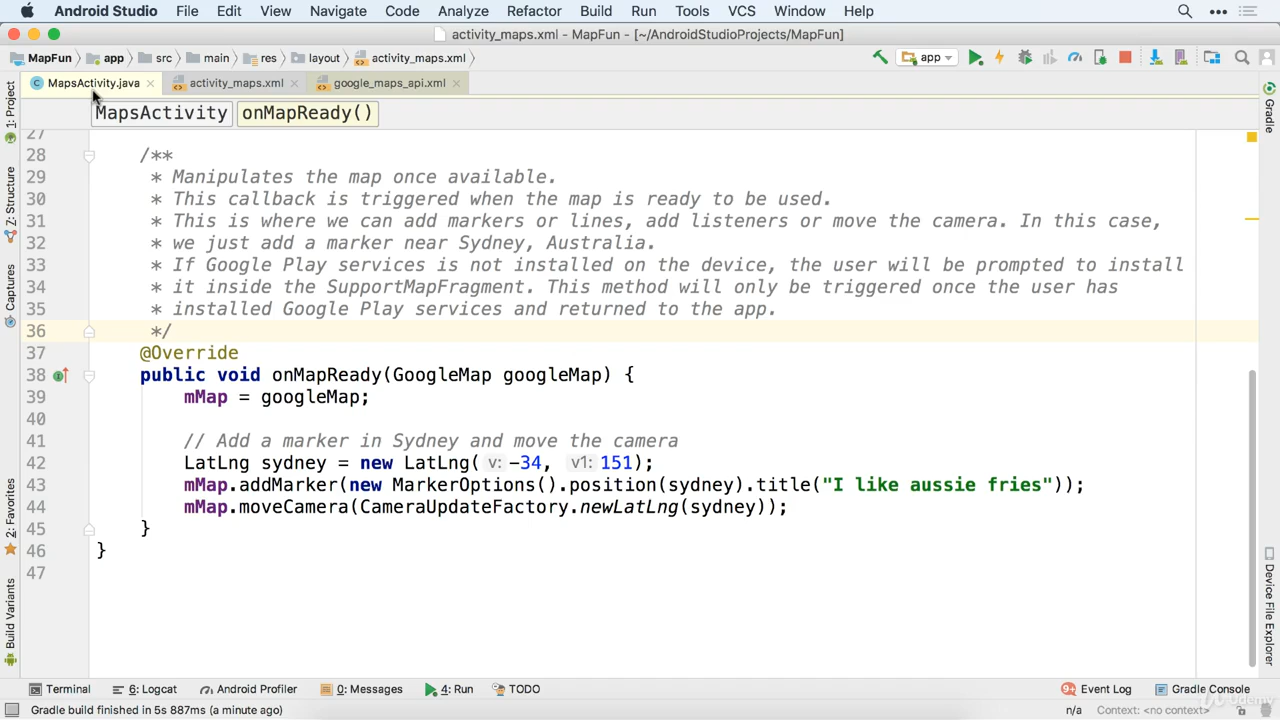 Android Studio File Edit View Navigate Code Analyze Refactor Build Run Tools VCS Window Help
activity_maps.xml - MapFun - [~/AndroidStudioProjects/MapFun]
MapFun app src main res layout activity_maps.xml app
MapsActivity.java activity_maps.xml google_maps_api.xml
MapsActivity onMapReady()
27
28 /**
29 * Manipulates the map once available.
30 * This callback is triggered when the map is ready to be used.
31 * This is where we can add markers or lines, add listeners or move the camera. In this case,
32 * we just add a marker near Sydney, Australia.
33 * If Google Play services is not installed on the device, the user will be prompted to install
34 * it inside the SupportMapFragment. This method will only be triggered once the user has
35 * installed Google Play services and returned to the app.
36 */
37 @Override
38 public void onMapReady(GoogleMap googleMap) {
39 mMap = googleMap;
40
41 // Add a marker in Sydney and move the camera
42 LatLng sydney = new LatLng( v: -34, v1: 151);
43 mMap.addMarker(new MarkerOptions().position(sydney).title("I like aussie fries"));
44 mMap.moveCamera(CameraUpdateFactory.newLatLng(sydney));
45 }
46 }
47
1: Project
Z: Structure
Captures
2: Favorites
Build Variants
Gradle
Device File Explorer
Terminal 6: Logcat Android Profiler 0: Messages 4: Run TODO 9+ Event Log Gradle Console
Gradle build finished in 5s 887ms (a minute ago) n/a Context: <no context>
Udemy